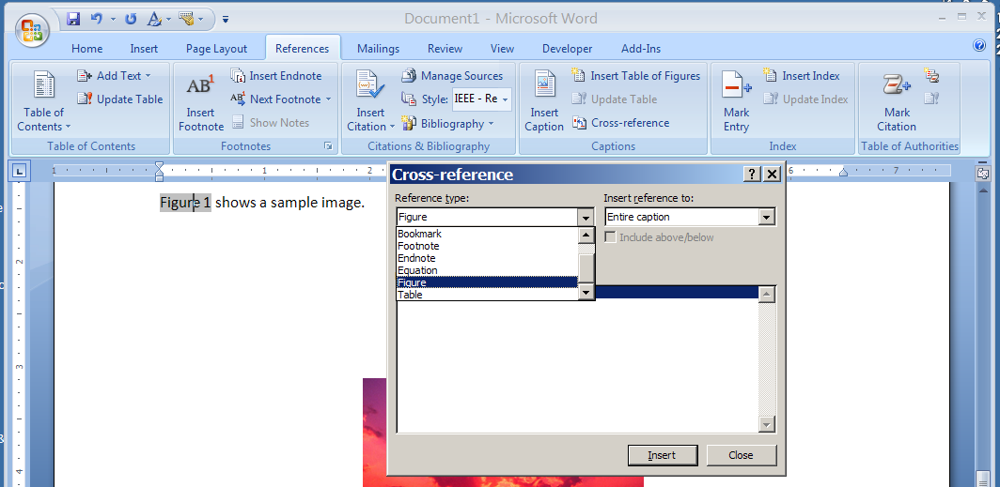 Document1 - Microsoft Word
Home Insert Page Layout References Mailings Review View Developer Add-Ins
Table of Contents
Add Text
Update Table
Table of Contents
AB1
Insert Footnote
Insert Endnote
AB1 Next Footnote
Show Notes
Footnotes
Insert Citation
Manage Sources
Style: IEEE - Re
Bibliography
Citations & Bibliography
Insert Caption
Insert Table of Figures
Update Table
Cross-reference
Captions
Mark Entry
Insert Index
Update Index
Index
Mark Citation
Table of Authorities
L
1 1 2 6 7
2
3
4
Figure 1 shows a sample image.
Cross-reference
Reference type:
Figure
Bookmark
Footnote
Endnote
Equation
Figure
Table
Insert reference to:
Entire caption
Include above/below
Insert Close